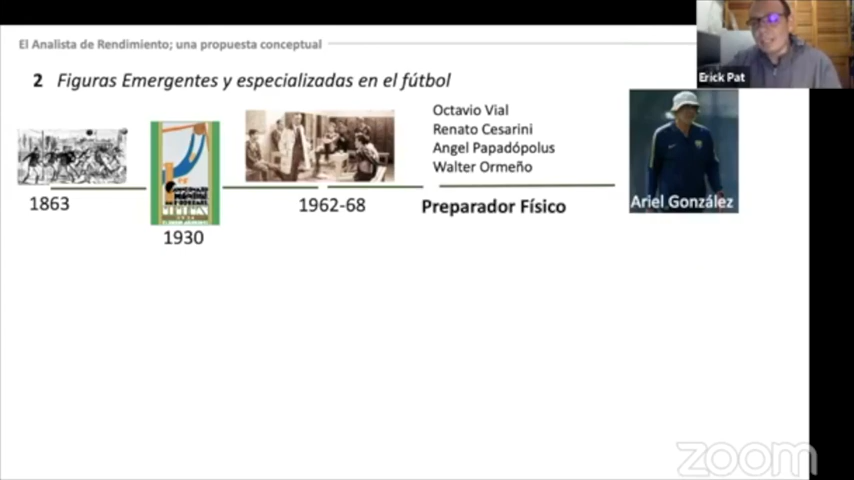 El Analista de Rendimiento; una propuesta conceptual
Erick Pat
2 Figuras Emergentes y especializadas en el fútbol
Octavio Vial
Renato Cesarini
Angel Papadópulus
Walter Ormeño
1863
1930
1962-68
Preparador Físico
Ariel González
zoom